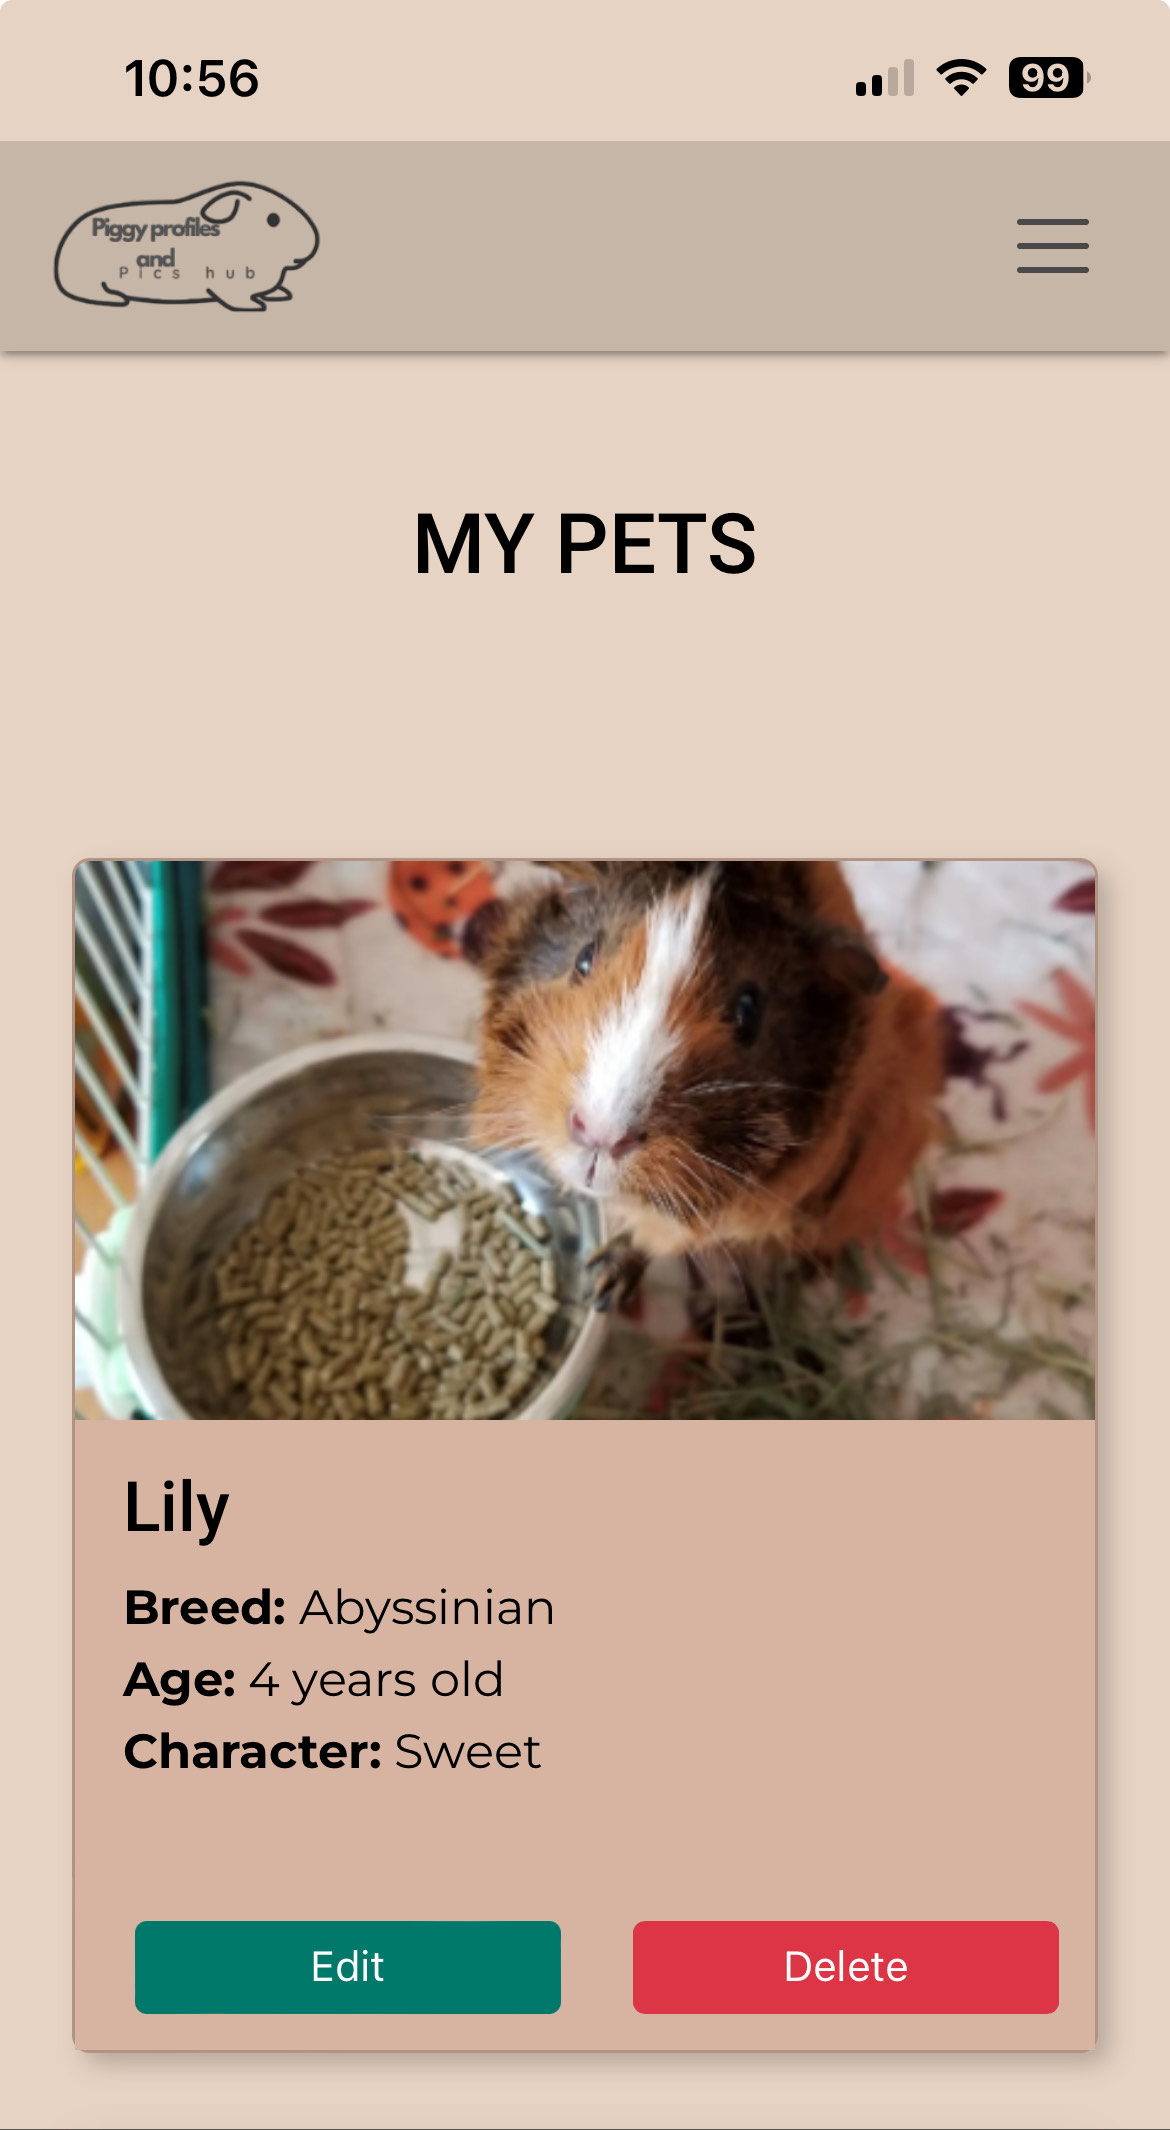 10:56
99
Piggy profiles
and
Pics hub
MY PETS
Lily
Breed: Abyssinian
Age: 4 years old
Character: Sweet
Edit
Delete